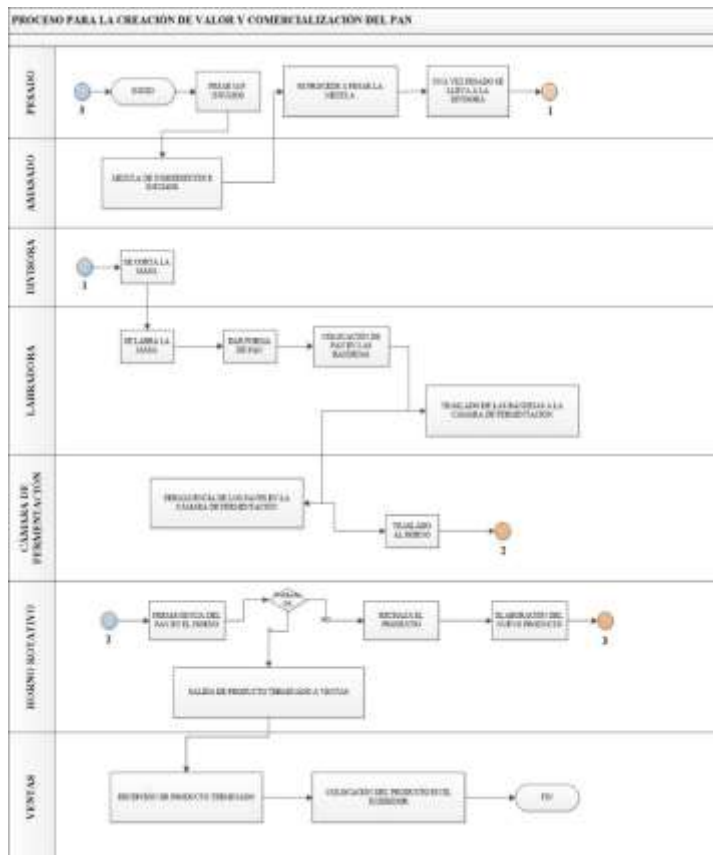 PROCESO PARA LA CREACIÓN DE VALOR Y COMERCIALIZACIÓN DEL PAN
PESADO
INICIO
PESAR LOS
INSUMOS
SE PROCEDE A PESAR LA
MEZCLA
UNA VEZ PESADO SE
LLEVA A LA
DIVISORA
1
AMASADO
MEZCLA DE INGREDIENTES E
INSUMOS
DIVISORA
1
SE CORTA LA
MASA
LABRADORA
SE LABRA LA
MASA
DAR FORMA
DE PAN
COLOCACIÓN DE
PAN EN LAS
BANDEJAS
TRASLADO DE LAS BANDEJAS A LA
CÁMARA DE FERMENTACIÓN
CÁMARA DE
FERMENTACIÓN
PERMANENCIA DE LOS PANES EN LA
CÁMARA DE FERMENTACIÓN
TRASLADO
AL HORNO
2
HORNO ROTATIVO
2
PERMANENCIA DEL
PAN EN EL HORNO
RECHAZA EL
PRODUCTO
ELABORACIÓN DEL
NUEVO PRODUCTO
3
SALIDA DE PRODUCTO TERMINADO A VENTAS
VENTAS
RECEPCIÓN DE PRODUCTO TERMINADO
COLOCACIÓN DEL PRODUCTO EN EL
EXHIBIDOR
FIN